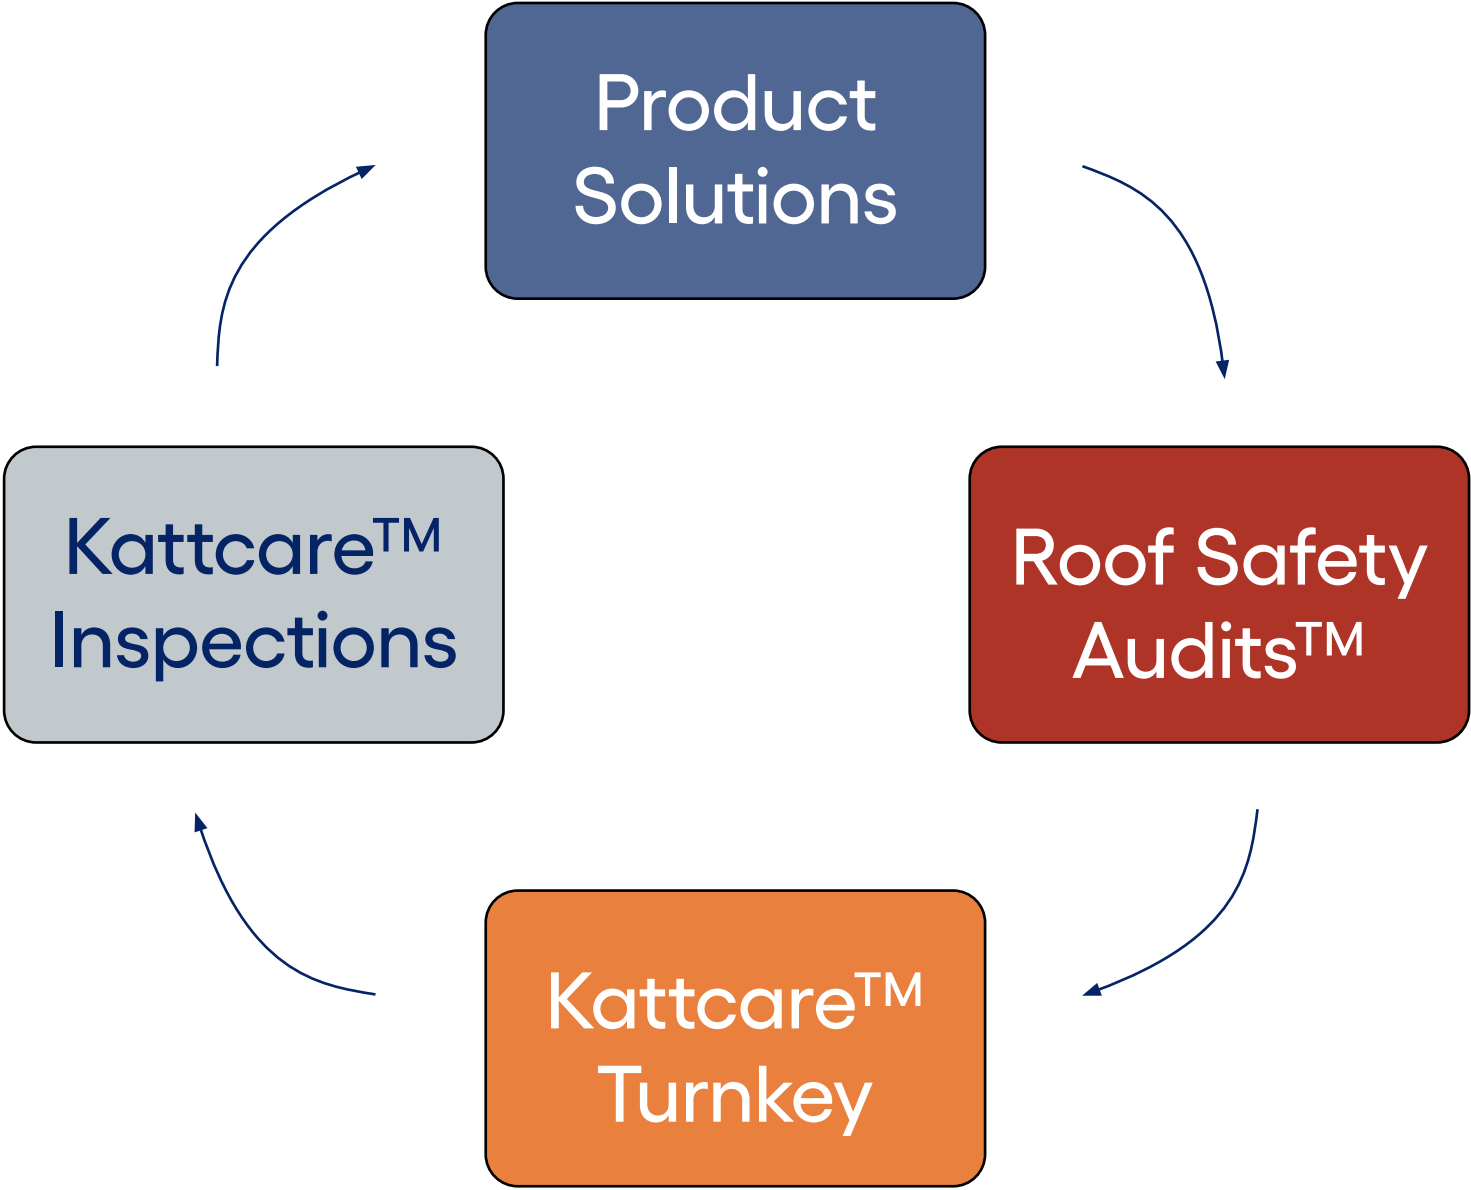 Product
Solutions
Roof Safety
Audits™
Kattcare™
Turnkey
Kattcare™
Inspections